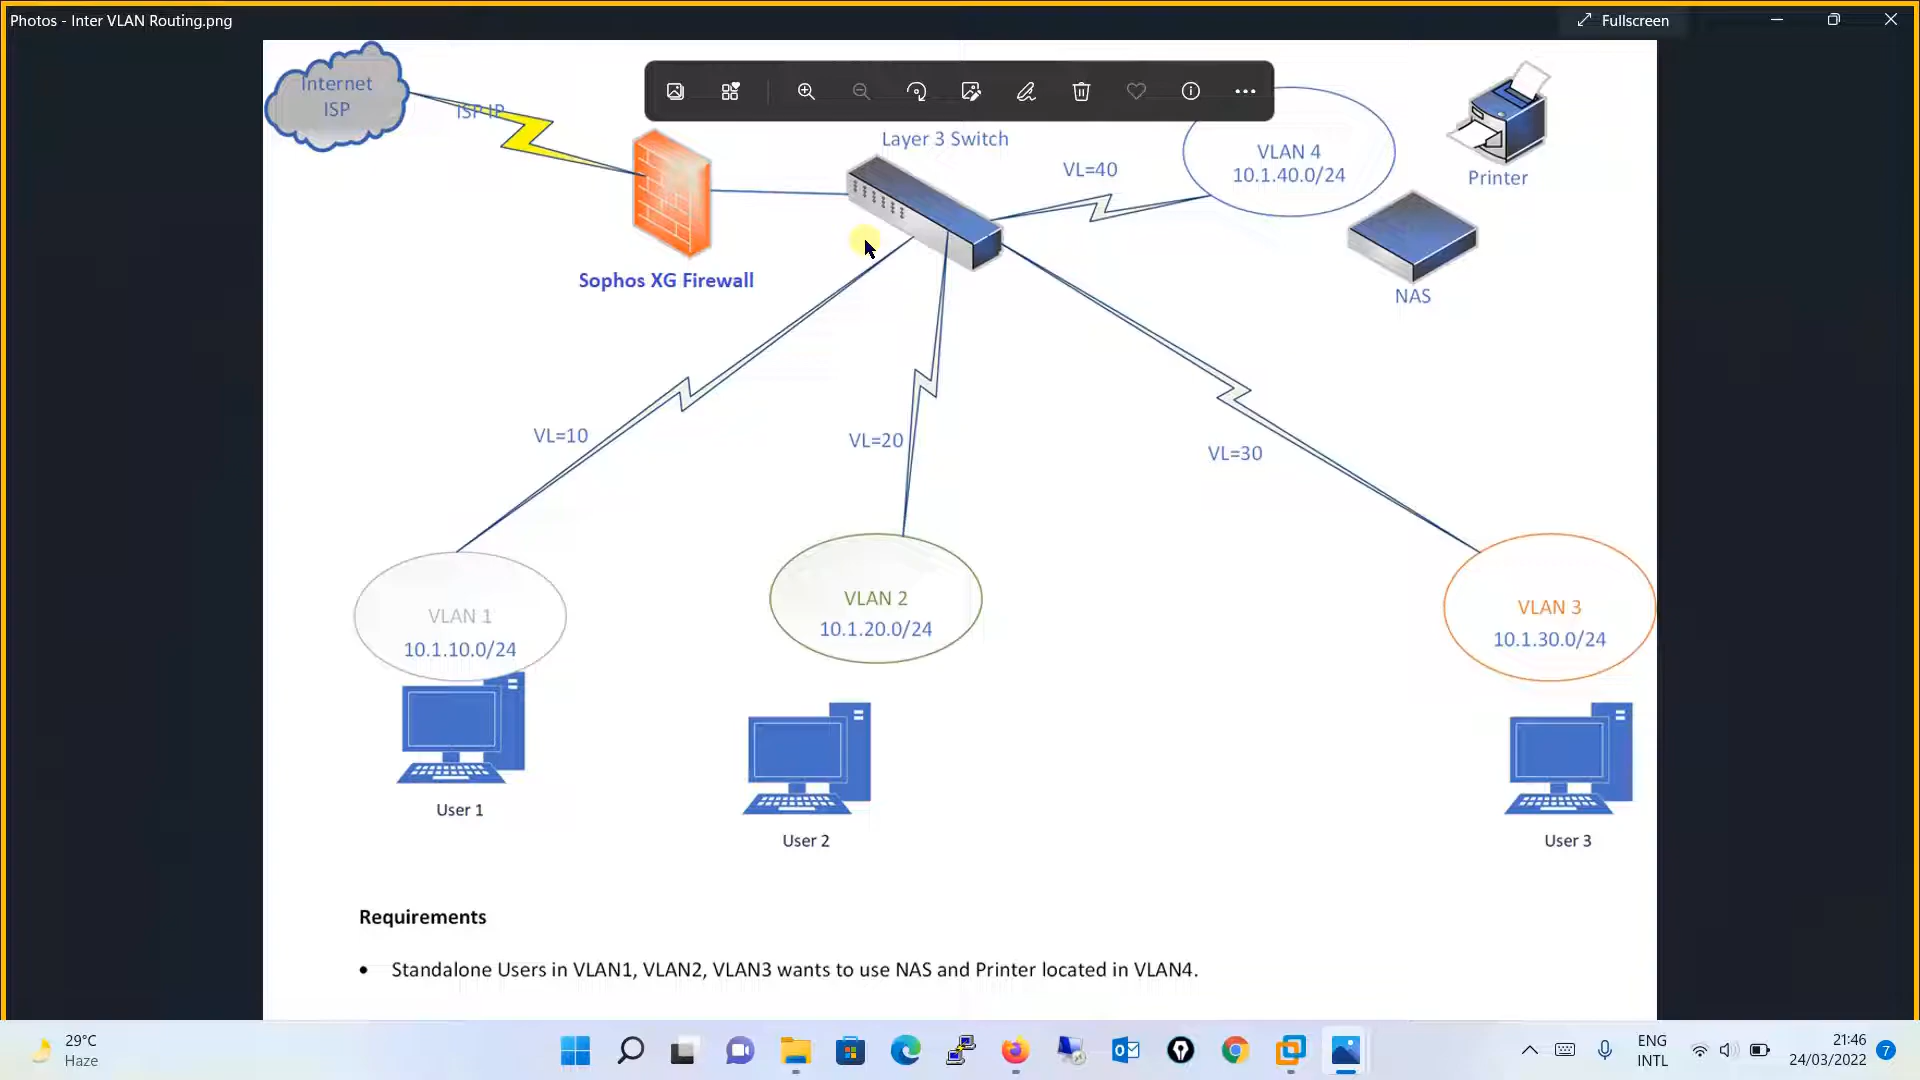 Photos - Inter VLAN Routing.png
Fullscreen
Internet
ISP
ISP IP
Layer 3 Switch
VL=40
VLAN 4
10.1.40.0/24
Printer
Sophos XG Firewall
NAS
VL=10
VL=20
VL=30
VLAN 1
10.1.10.0/24
VLAN 2
10.1.20.0/24
VLAN 3
10.1.30.0/24
User 1
User 2
User 3
Requirements
• Standalone Users in VLAN1, VLAN2, VLAN3 wants to use NAS and Printer located in VLAN4.
29°C
Haze
ENG
INTL
21:46
24/03/2022
7